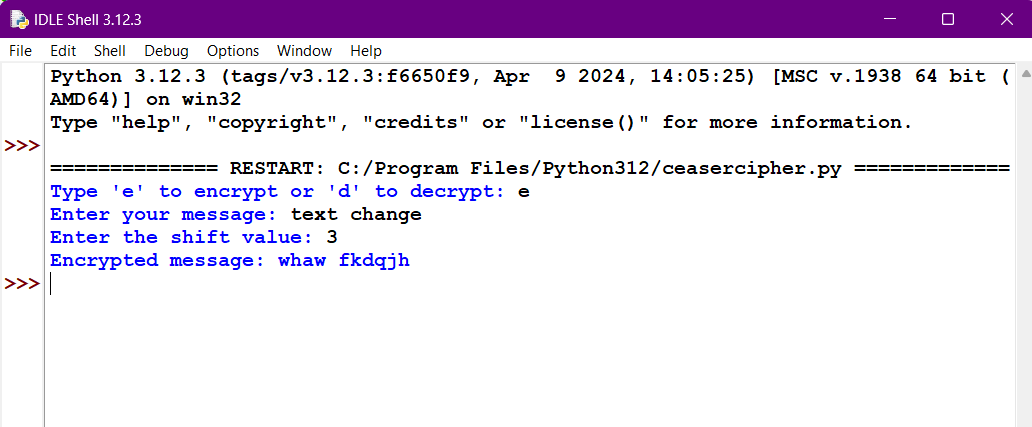 IDLE Shell 3.12.3
File Edit Shell Debug Options Window Help
Python 3.12.3 (tags/v3.12.3:f6650f9, Apr  9 2024, 14:05:25) [MSC v.1938 64 bit (
AMD64)] on win32
Type "help", "copyright", "credits" or "license()" for more information.
>>>
============== RESTART: C:/Program Files/Python312/ceasercipher.py =============
Type 'e' to encrypt or 'd' to decrypt: e
Enter your message: text change
Enter the shift value: 3
Encrypted message: whaw fkdqjh
>>>